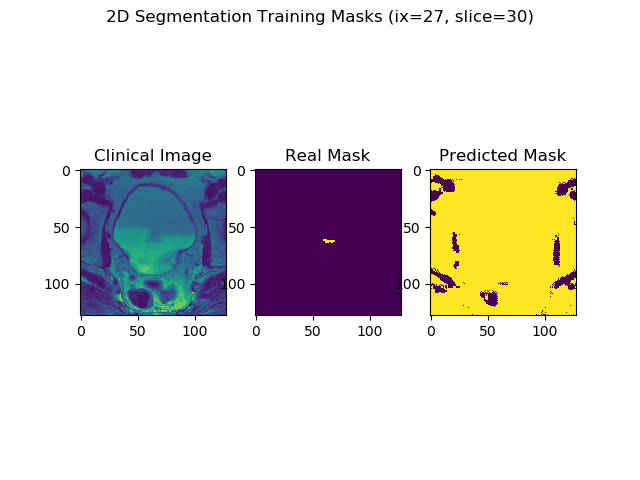 2D Segmentation Training Masks (ix=27, slice=30)
Clinical Image Real Mask Predicted Mask
0 0 0
50 50 50
100 100 100
0 50 100 0 50 100 0 50 100